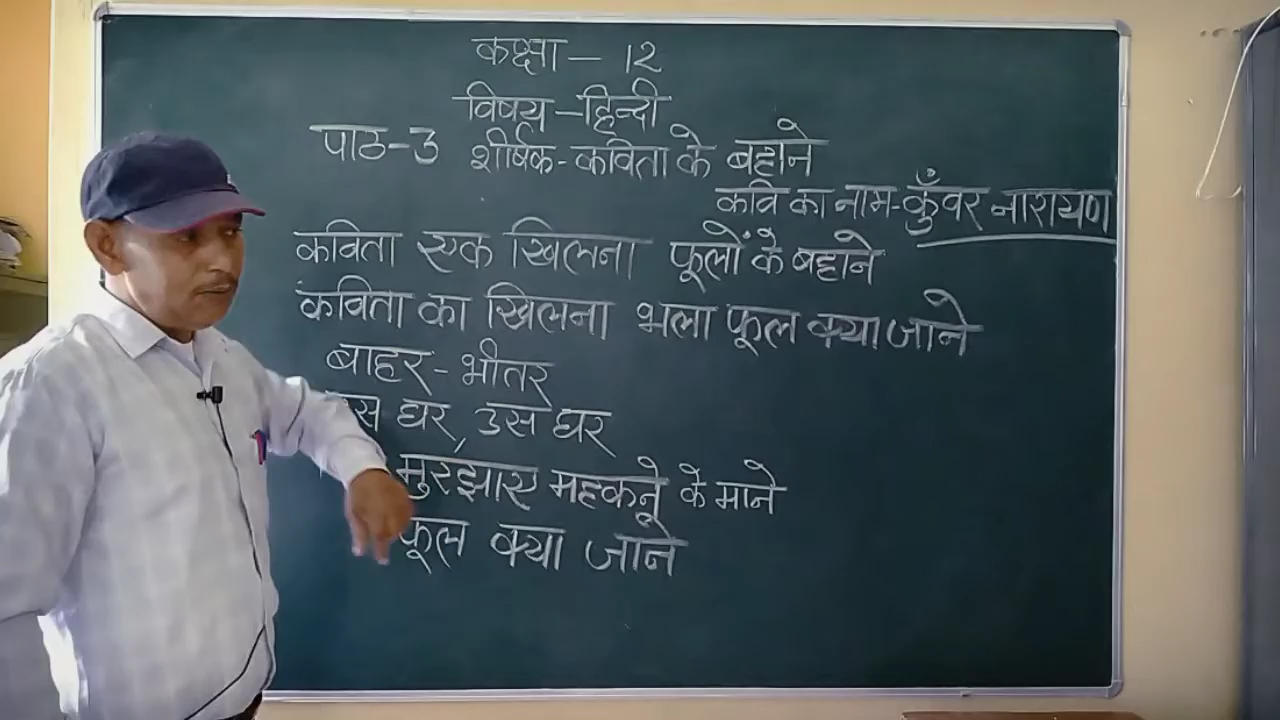 कक्षा — 12
विषय — हिन्दी
पाठ-3 शीर्षक-कविता के बहाने
कवि का नाम-कुँवर नारायण
कविता एक खिलना फूलों के बहाने
कविता का खिलना भला फूल क्या जाने
बाहर-भीतर
घर, उस घर
मुरझाए महकने के माने
फूल क्या जाने